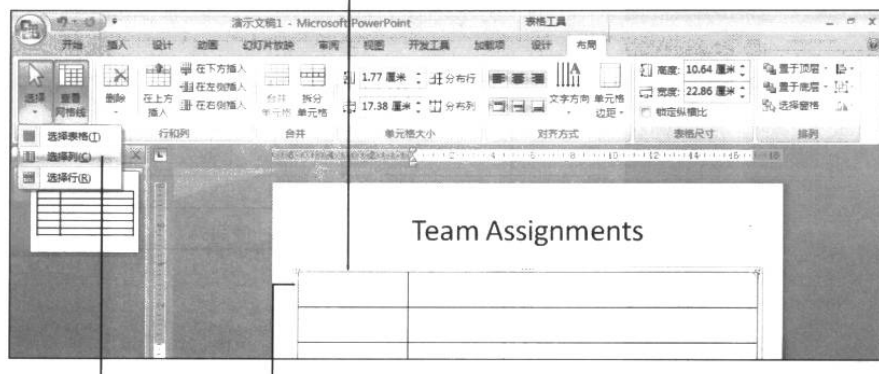 演示文稿1 - Microsoft PowerPoint 表格工具
开始 插入 设计 动画 幻灯片放映 审阅 视图 开发工具 加载项 设计 布局
选择 查看网格线 删除 在上方插入 在下方插入 在左侧插入 在右侧插入 合并单元格 拆分单元格 1.77 厘米 分布行 17.38 厘米 分布列 文字方向 单元格边距 高度: 10.64 厘米 宽度: 22.86 厘米 锁定纵横比 置于顶层 置于底层 选择窗格
行和列 合并 单元格大小 对齐方式 表格尺寸 排列
选择表格(T)
选择列(C)
选择行(R)
Team Assignments